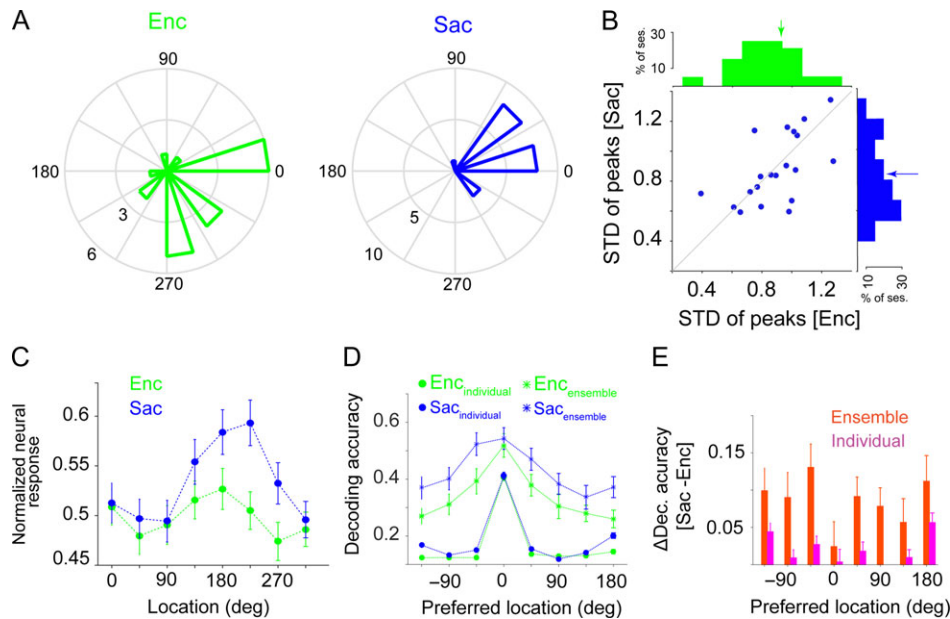 A
Enc
Sac
90
180
0
3
6
270
90
180
0
5
10
270
B
30
10
% of ses.
1.2
0.8
0.4
STD of peaks [Sac]
0.4 0.8 1.2
STD of peaks [Enc]
10 30
% of ses.
C
Enc
Sac
0.6
0.55
0.5
0.45
Normalized neural
response
0 90 180 270
Location (deg)
D
Enc individual
Enc ensemble
Sac individual
Sac ensemble
0.6
0.4
0.2
Decoding accuracy
−90 0 90 180
Preferred location (deg)
E
Ensemble
Individual
0.15
0.05
ΔDec. accuracy
[Sac -Enc]
−90 0 90 180
Preferred location (deg)